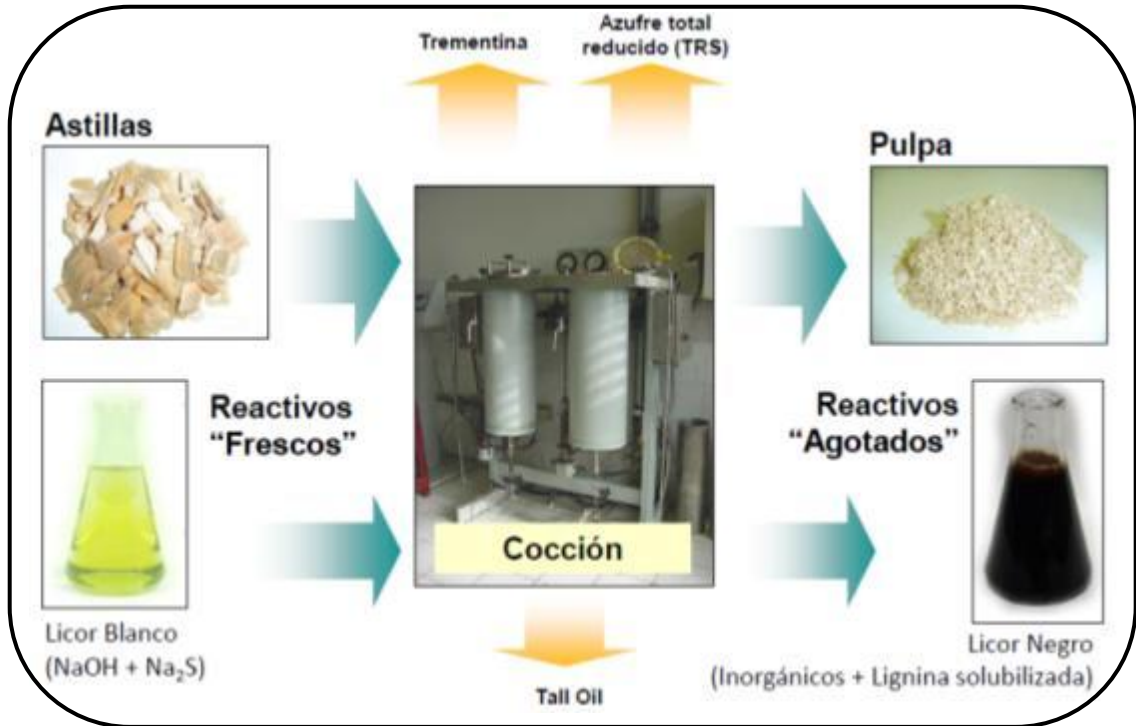 Trementina
Azufre total
reducido (TRS)
Astillas
Pulpa
Reactivos
“Frescos”
Reactivos
“Agotados”
Cocción
Licor Blanco
(NaOH + Na₂S)
Licor Negro
(Inorgánicos + Lignina solubilizada)
Tall Oil